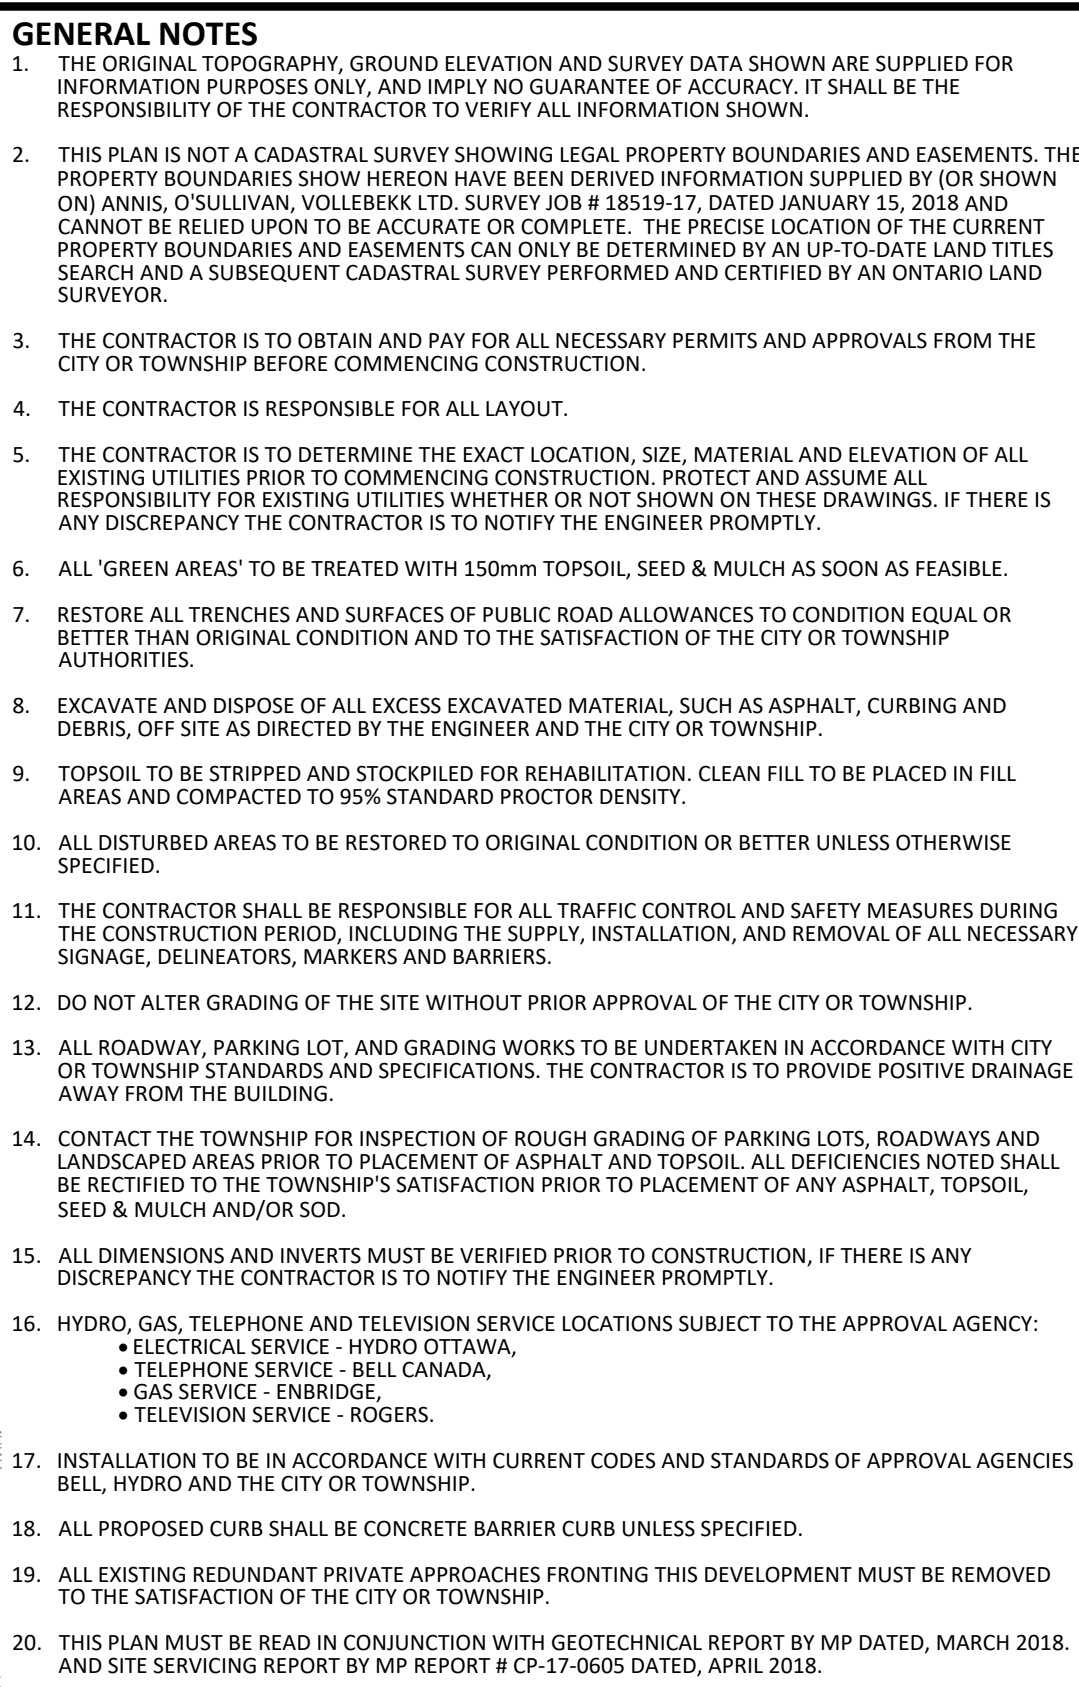 GENERAL NOTES
1. THE ORIGINAL TOPOGRAPHY, GROUND ELEVATION AND SURVEY DATA SHOWN ARE SUPPLIED FOR
INFORMATION PURPOSES ONLY, AND IMPLY NO GUARANTEE OF ACCURACY. IT SHALL BE THE
RESPONSIBILITY OF THE CONTRACTOR TO VERIFY ALL INFORMATION SHOWN.
2. THIS PLAN IS NOT A CADASTRAL SURVEY SHOWING LEGAL PROPERTY BOUNDARIES AND EASEMENTS. THE
PROPERTY BOUNDARIES SHOW HEREON HAVE BEEN DERIVED INFORMATION SUPPLIED BY (OR SHOWN
ON) ANNIS, O'SULLIVAN, VOLLEBEKK LTD. SURVEY JOB # 18519-17, DATED JANUARY 15, 2018 AND
CANNOT BE RELIED UPON TO BE ACCURATE OR COMPLETE. THE PRECISE LOCATION OF THE CURRENT
PROPERTY BOUNDARIES AND EASEMENTS CAN ONLY BE DETERMINED BY AN UP-TO-DATE LAND TITLES
SEARCH AND A SUBSEQUENT CADASTRAL SURVEY PERFORMED AND CERTIFIED BY AN ONTARIO LAND
SURVEYOR.
3. THE CONTRACTOR IS TO OBTAIN AND PAY FOR ALL NECESSARY PERMITS AND APPROVALS FROM THE
CITY OR TOWNSHIP BEFORE COMMENCING CONSTRUCTION.
4. THE CONTRACTOR IS RESPONSIBLE FOR ALL LAYOUT.
5. THE CONTRACTOR IS TO DETERMINE THE EXACT LOCATION, SIZE, MATERIAL AND ELEVATION OF ALL
EXISTING UTILITIES PRIOR TO COMMENCING CONSTRUCTION. PROTECT AND ASSUME ALL
RESPONSIBILITY FOR EXISTING UTILITIES WHETHER OR NOT SHOWN ON THESE DRAWINGS. IF THERE IS
ANY DISCREPANCY THE CONTRACTOR IS TO NOTIFY THE ENGINEER PROMPTLY.
6. ALL 'GREEN AREAS' TO BE TREATED WITH 150mm TOPSOIL, SEED & MULCH AS SOON AS FEASIBLE.
7. RESTORE ALL TRENCHES AND SURFACES OF PUBLIC ROAD ALLOWANCES TO CONDITION EQUAL OR
BETTER THAN ORIGINAL CONDITION AND TO THE SATISFACTION OF THE CITY OR TOWNSHIP
AUTHORITIES.
8. EXCAVATE AND DISPOSE OF ALL EXCESS EXCAVATED MATERIAL, SUCH AS ASPHALT, CURBING AND
DEBRIS, OFF SITE AS DIRECTED BY THE ENGINEER AND THE CITY OR TOWNSHIP.
9. TOPSOIL TO BE STRIPPED AND STOCKPILED FOR REHABILITATION. CLEAN FILL TO BE PLACED IN FILL
AREAS AND COMPACTED TO 95% STANDARD PROCTOR DENSITY.
10. ALL DISTURBED AREAS TO BE RESTORED TO ORIGINAL CONDITION OR BETTER UNLESS OTHERWISE
SPECIFIED.
11. THE CONTRACTOR SHALL BE RESPONSIBLE FOR ALL TRAFFIC CONTROL AND SAFETY MEASURES DURING
THE CONSTRUCTION PERIOD, INCLUDING THE SUPPLY, INSTALLATION, AND REMOVAL OF ALL NECESSARY
SIGNAGE, DELINEATORS, MARKERS AND BARRIERS.
12. DO NOT ALTER GRADING OF THE SITE WITHOUT PRIOR APPROVAL OF THE CITY OR TOWNSHIP.
13. ALL ROADWAY, PARKING LOT, AND GRADING WORKS TO BE UNDERTAKEN IN ACCORDANCE WITH CITY
OR TOWNSHIP STANDARDS AND SPECIFICATIONS. THE CONTRACTOR IS TO PROVIDE POSITIVE DRAINAGE
AWAY FROM THE BUILDING.
14. CONTACT THE TOWNSHIP FOR INSPECTION OF ROUGH GRADING OF PARKING LOTS, ROADWAYS AND
LANDSCAPED AREAS PRIOR TO PLACEMENT OF ASPHALT AND TOPSOIL. ALL DEFICIENCIES NOTED SHALL
BE RECTIFIED TO THE TOWNSHIP'S SATISFACTION PRIOR TO PLACEMENT OF ANY ASPHALT, TOPSOIL,
SEED & MULCH AND/OR SOD.
15. ALL DIMENSIONS AND INVERTS MUST BE VERIFIED PRIOR TO CONSTRUCTION, IF THERE IS ANY
DISCREPANCY THE CONTRACTOR IS TO NOTIFY THE ENGINEER PROMPTLY.
16. HYDRO, GAS, TELEPHONE AND TELEVISION SERVICE LOCATIONS SUBJECT TO THE APPROVAL AGENCY:
• ELECTRICAL SERVICE - HYDRO OTTAWA,
• TELEPHONE SERVICE - BELL CANADA,
• GAS SERVICE - ENBRIDGE,
• TELEVISION SERVICE - ROGERS.
17. INSTALLATION TO BE IN ACCORDANCE WITH CURRENT CODES AND STANDARDS OF APPROVAL AGENCIES
BELL, HYDRO AND THE CITY OR TOWNSHIP.
18. ALL PROPOSED CURB SHALL BE CONCRETE BARRIER CURB UNLESS SPECIFIED.
19. ALL EXISTING REDUNDANT PRIVATE APPROACHES FRONTING THIS DEVELOPMENT MUST BE REMOVED
TO THE SATISFACTION OF THE CITY OR TOWNSHIP.
20. THIS PLAN MUST BE READ IN CONJUNCTION WITH GEOTECHNICAL REPORT BY MP DATED, MARCH 2018.
AND SITE SERVICING REPORT BY MP REPORT # CP-17-0605 DATED, APRIL 2018.